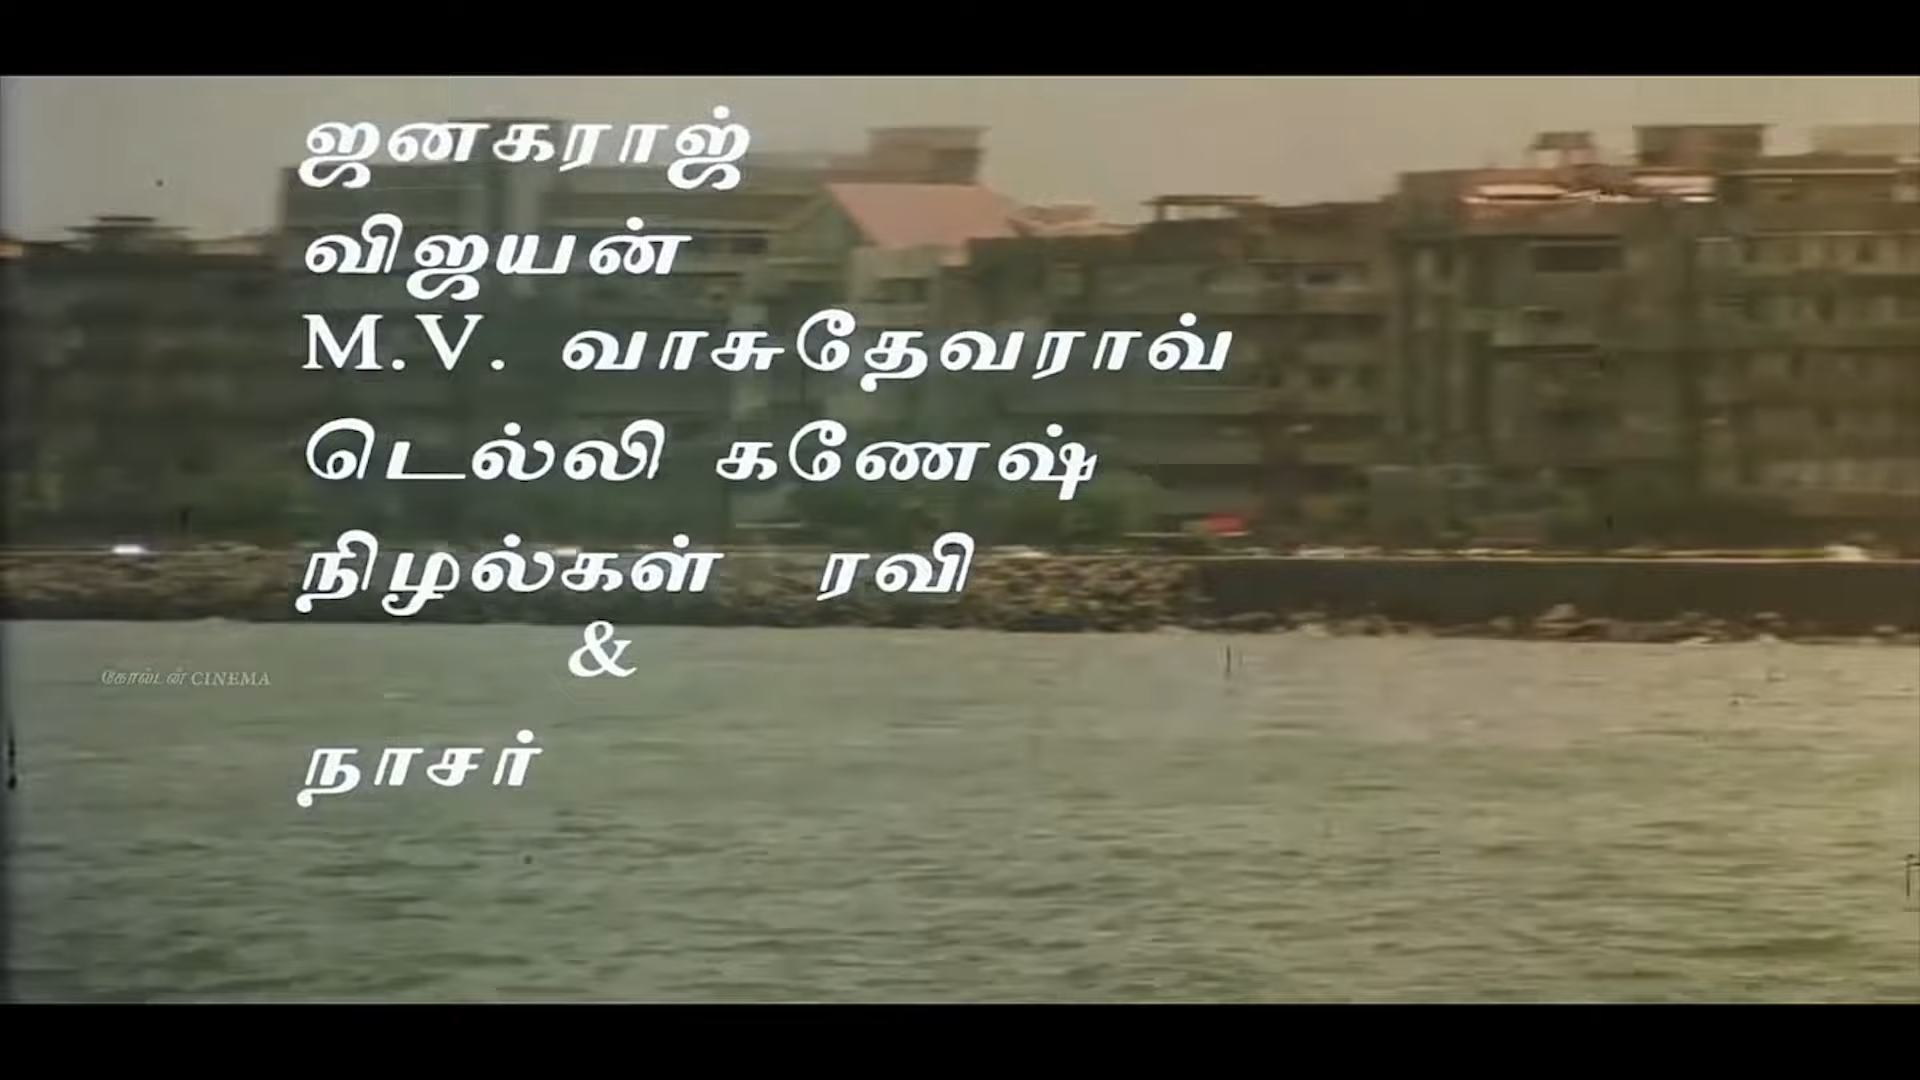 ஜனகராஜ்
விஜயன்
M.V. வாசுதேவராவ்
டெல்லி கணேஷ்
நிழல்கள் ரவி
&
நாசர்
கோல்டன் CINEMA